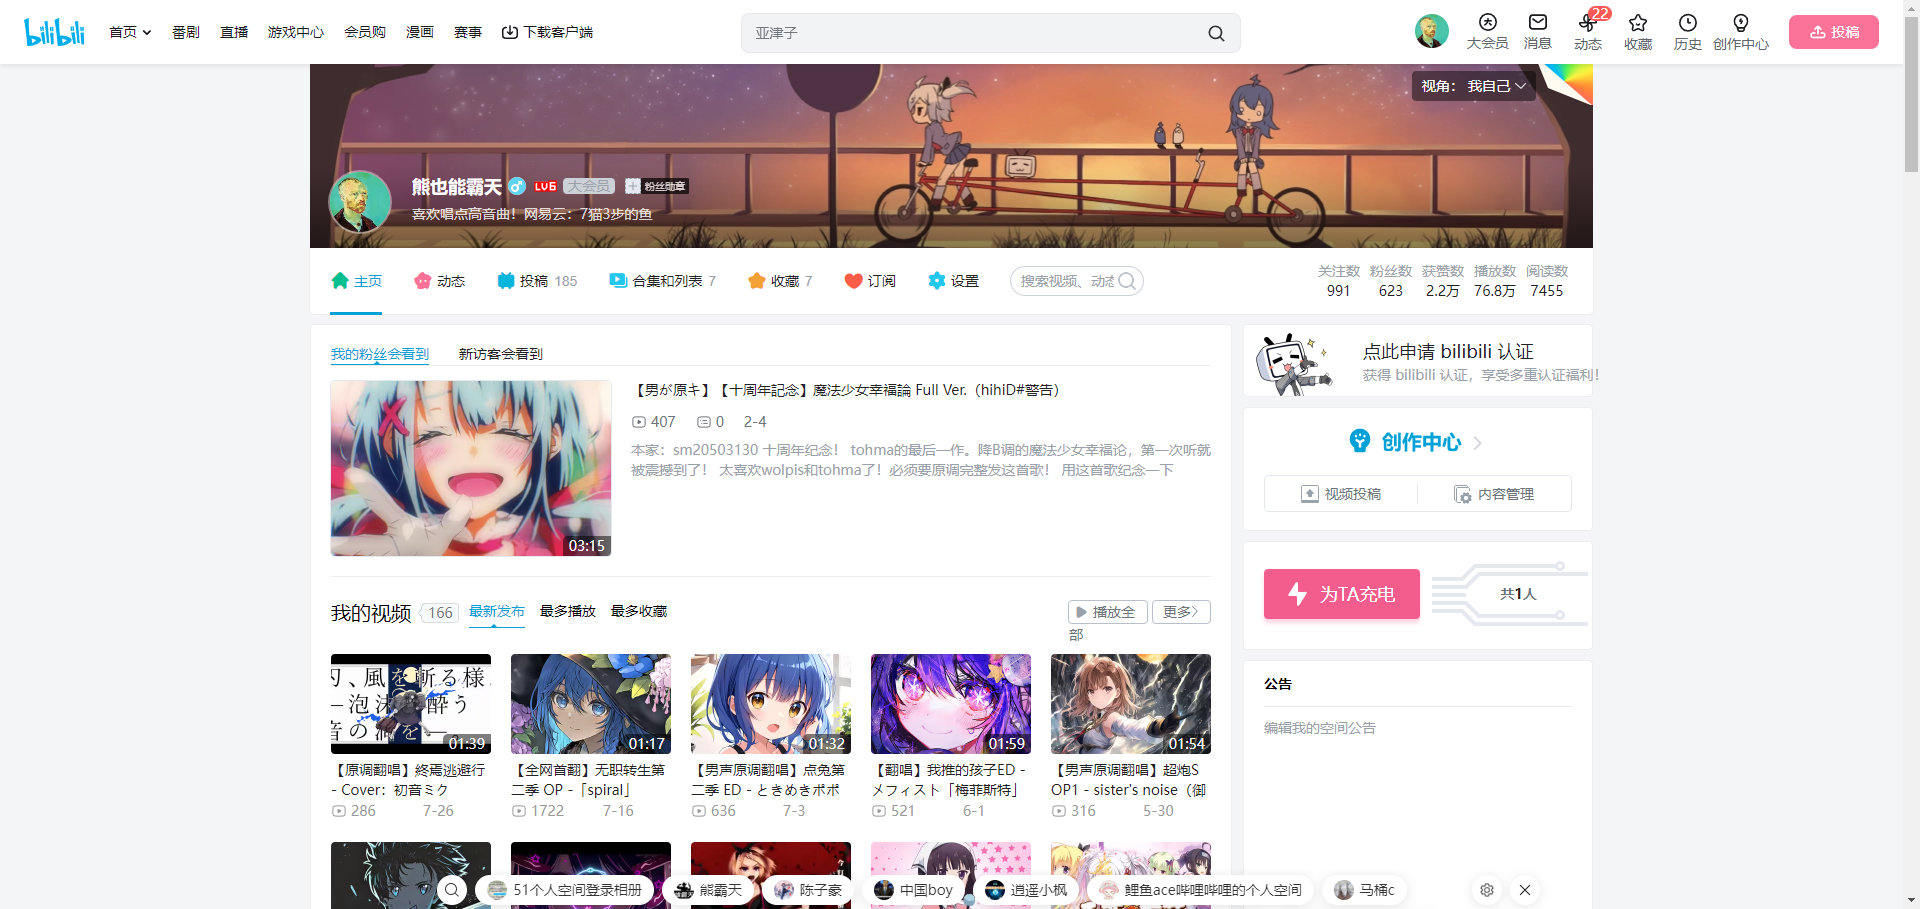 bilibili
首页
番剧
直播
游戏中心
会员购
漫画
赛事
下载客户端
亚津子
大会员
消息
22
动态
收藏
历史
创作中心
投稿
视角： 我自己
熊也能霸天 LV6 大会员 粉丝勋章
喜欢唱点高音曲！网易云：7猫3步的鱼
主页
动态
投稿 185
合集和列表 7
收藏 7
订阅
设置
搜索视频、动态
关注数 粉丝数 获赞数 播放数 阅读数
991 623 2.2万 76.8万 7455
我的粉丝会看到
新访客会看到
03:15
【男が原キ】【十周年記念】魔法少女幸福論 Full Ver.（hihiD#警告）
407 0 2-4
本家：sm20503130 十周年纪念！ tohma的最后一作。降B调的魔法少女幸福论，第一次听就
被震撼到了！ 太喜欢wolpis和tohma了！必须要原调完整发这首歌！ 用这首歌纪念一下
点此申请 bilibili 认证
获得 bilibili 认证，享受多重认证福利！
创作中心
视频投稿
内容管理
为TA充电
共1人
公告
编辑我的空间公告
我的视频 166 最新发布 最多播放 最多收藏
播放全
部
更多
刃、風を斬る様
泡沫 酔う
音の を
01:39
【原调翻唱】終焉逃避行
- Cover：初音ミク
286 7-26
01:17
【全网首翻】无职转生第
二季 OP -「spiral」
1722 7-16
01:32
【男声原调翻唱】点兔第
二季 ED - ときめきポポ
636 7-3
01:59
【翻唱】我推的孩子ED -
メフィスト「梅菲斯特」
521 6-1
01:54
【男声原调翻唱】超炮S
OP1 - sister's noise（御
316 5-30
51个人空间登录相册
熊霸天
陈子豪
中国boy
逍遥小枫
鲤鱼ace哔哩哔哩的个人空间
马桶c